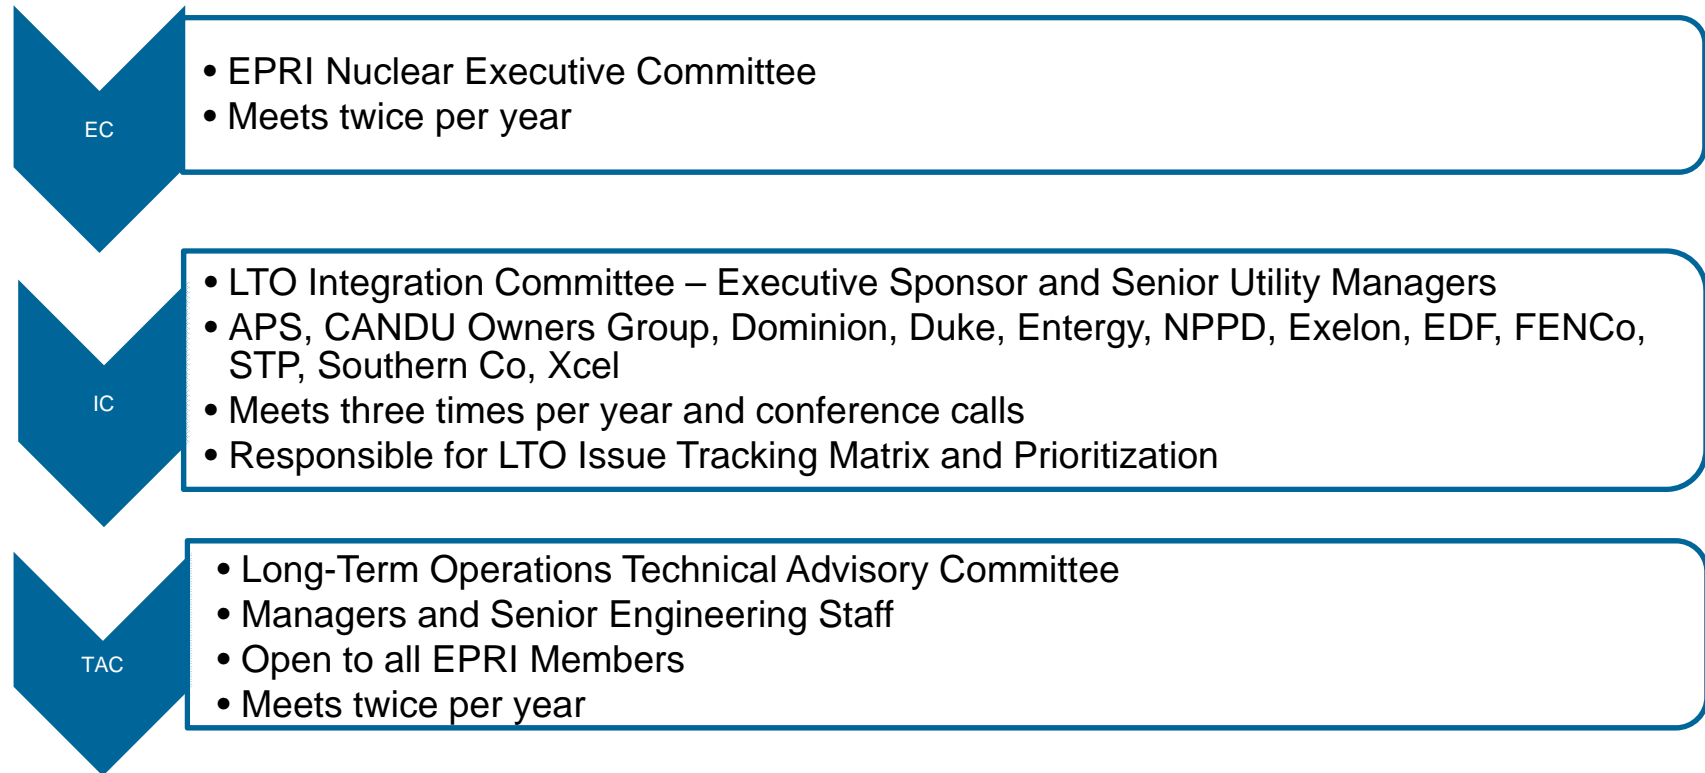 EC
• EPRI Nuclear Executive Committee
• Meets twice per year
IC
• LTO Integration Committee – Executive Sponsor and Senior Utility Managers
• APS, CANDU Owners Group, Dominion, Duke, Entergy, NPPD, Exelon, EDF, FENCo,
STP, Southern Co, Xcel
• Meets three times per year and conference calls
• Responsible for LTO Issue Tracking Matrix and Prioritization
TAC
• Long-Term Operations Technical Advisory Committee
• Managers and Senior Engineering Staff
• Open to all EPRI Members
• Meets twice per year